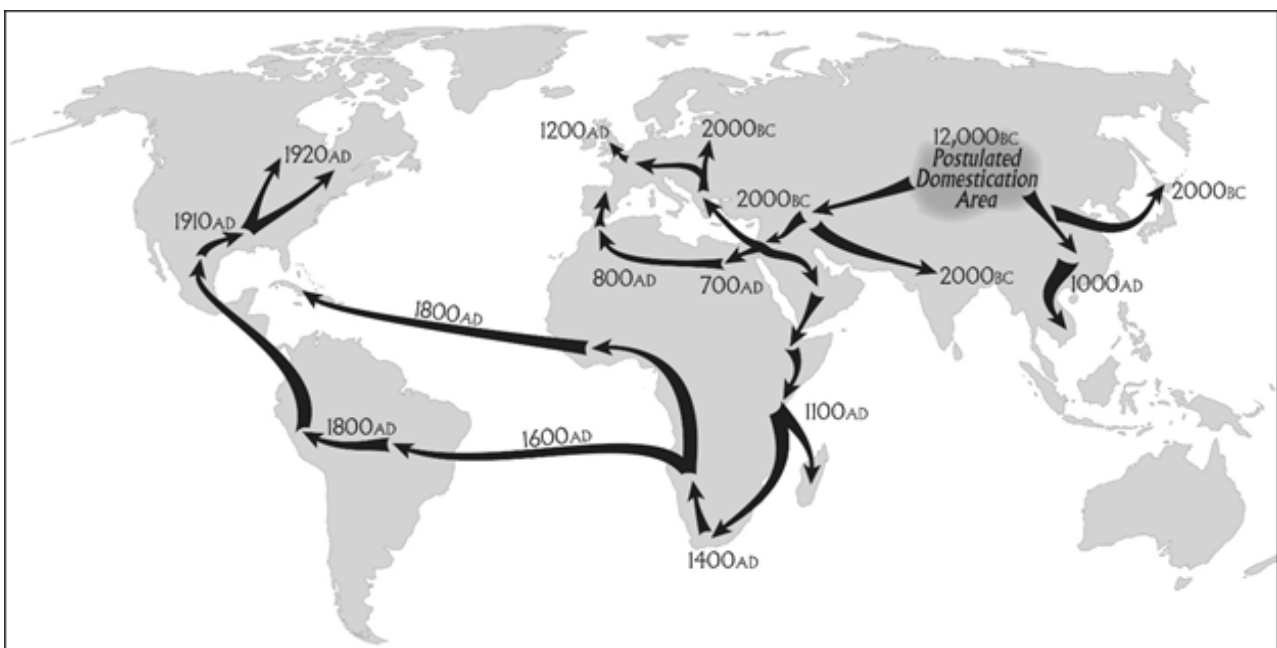 1200AD
2000BC
12,000BC
Postulated
Domestication
Area
1920AD
2000BC
2000BC
1910AD
800AD
700AD
2000BC
1000AD
1800AD
1100AD
1800AD
1600AD
1400AD